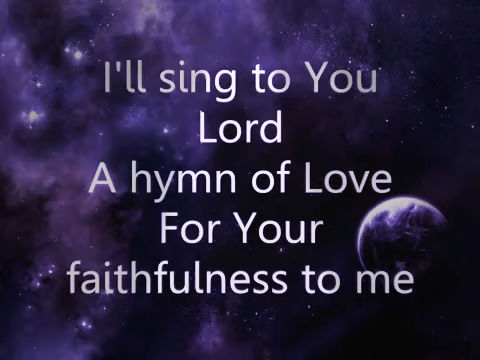 I'll sing to You
Lord
A hymn of Love
For Your
faithfulness to me